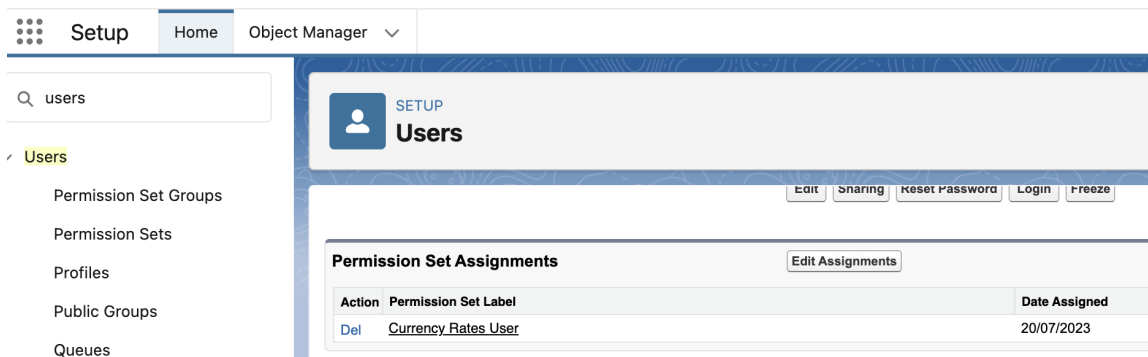 Setup Home Object Manager
users
SETUP
Users
Users
Permission Set Groups
Permission Sets
Profiles
Public Groups
Queues
Edit Sharing Reset Password Login Freeze
Permission Set Assignments Edit Assignments
Action Permission Set Label Date Assigned
Del Currency Rates User 20/07/2023